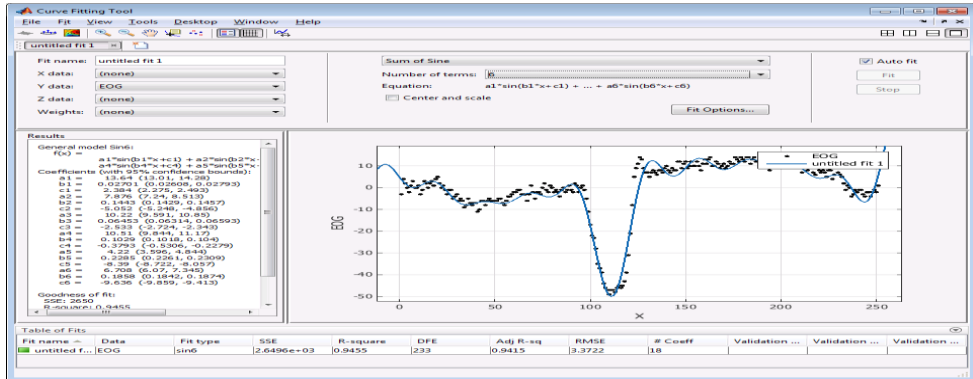 Curve Fitting Tool
File Fit View Tools Desktop Window Help
untitled fit 1
Fit name: untitled fit 1
X data: (none)
Y data: EOG
Z data: (none)
Weights: (none)
Sum of Sine
Number of terms: 6
Equation: a1*sin(b1*x+c1) + ... + a6*sin(b6*x+c6)
Center and scale
Fit Options...
Auto fit
Fit
Stop
Results
General model Sin6:
f(x) =
a1*sin(b1*x+c1) + a2*sin(b2*x-
a4*sin(b4*x+c4) + a5*sin(b5*x-
Coefficients (with 95% confidence bounds):
a1 = 13.64 (13.01, 14.28)
b1 = 0.02701 (0.02608, 0.02793)
c1 = 2.384 (2.275, 2.493)
a2 = 7.876 (7.24, 8.513)
b2 = 0.1443 (0.1429, 0.1457)
c2 = -5.052 (-5.248, -4.856)
a3 = 10.22 (9.591, 10.85)
b3 = 0.06453 (0.06314, 0.06593)
c3 = -2.533 (-2.724, -2.343)
a4 = 10.51 (9.844, 11.17)
b4 = 0.1029 (0.1018, 0.104)
c4 = -0.3793 (-0.5306, -0.2279)
a5 = 4.22 (3.596, 4.844)
b5 = 0.2285 (0.2261, 0.2309)
c5 = -8.39 (-8.722, -8.057)
a6 = 6.708 (6.07, 7.345)
b6 = 0.1858 (0.1842, 0.1874)
c6 = -9.636 (-9.859, -9.413)
Goodness of fit:
SSE: 2650
R-square: 0.9455
EOG
untitled fit 1
10
0
-10
-20
-30
-40
-50
EOG
0 50 100 150 200 250
X
Table of Fits
Fit name Data Fit type SSE R-square DFE Adj R-sq RMSE # Coeff Validation ... Validation ... Validation ...
untitled f... EOG sin6 2.6496e+03 0.9455 233 0.9415 3.3722 18